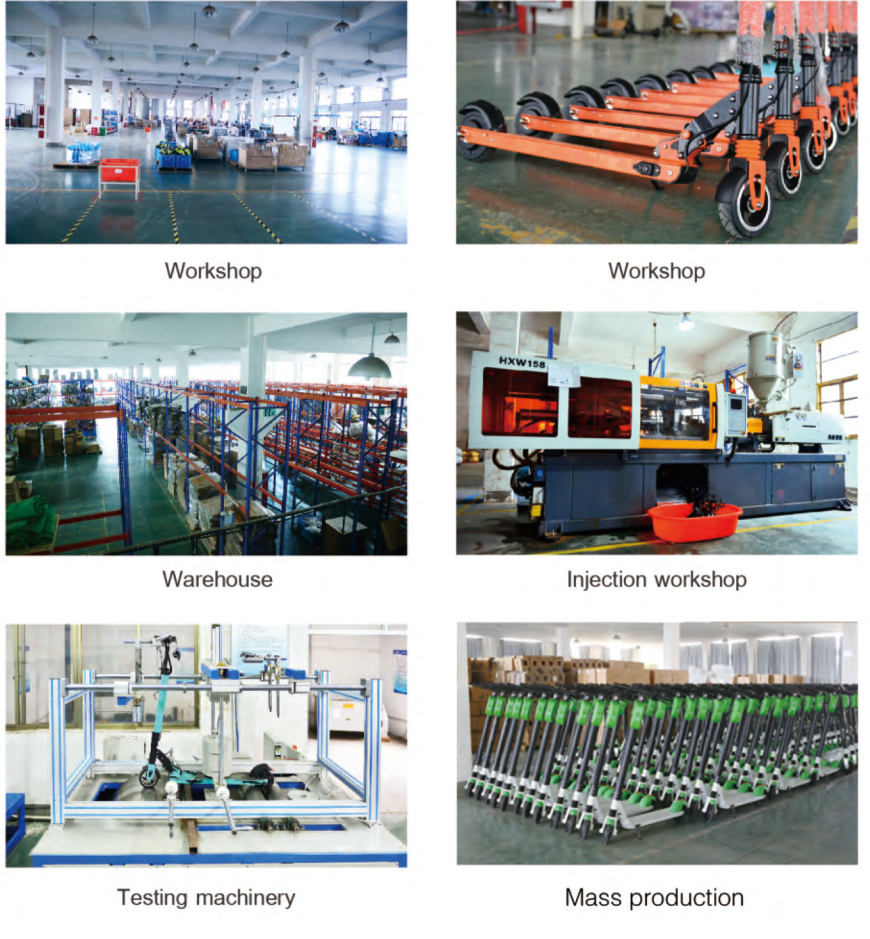 Workshop
Workshop
HXW158
Warehouse
Injection workshop
Testing machinery
Mass production